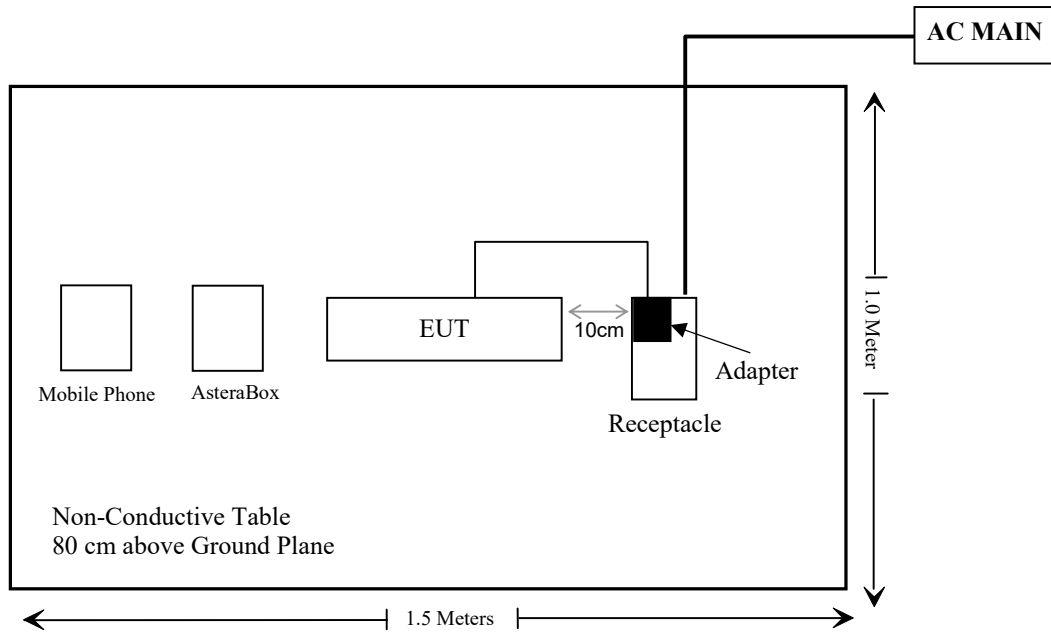 AC MAIN
EUT
10cm
Adapter
Receptacle
Mobile Phone
AsteraBox
1.0 Meter
Non-Conductive Table
80 cm above Ground Plane
1.5 Meters